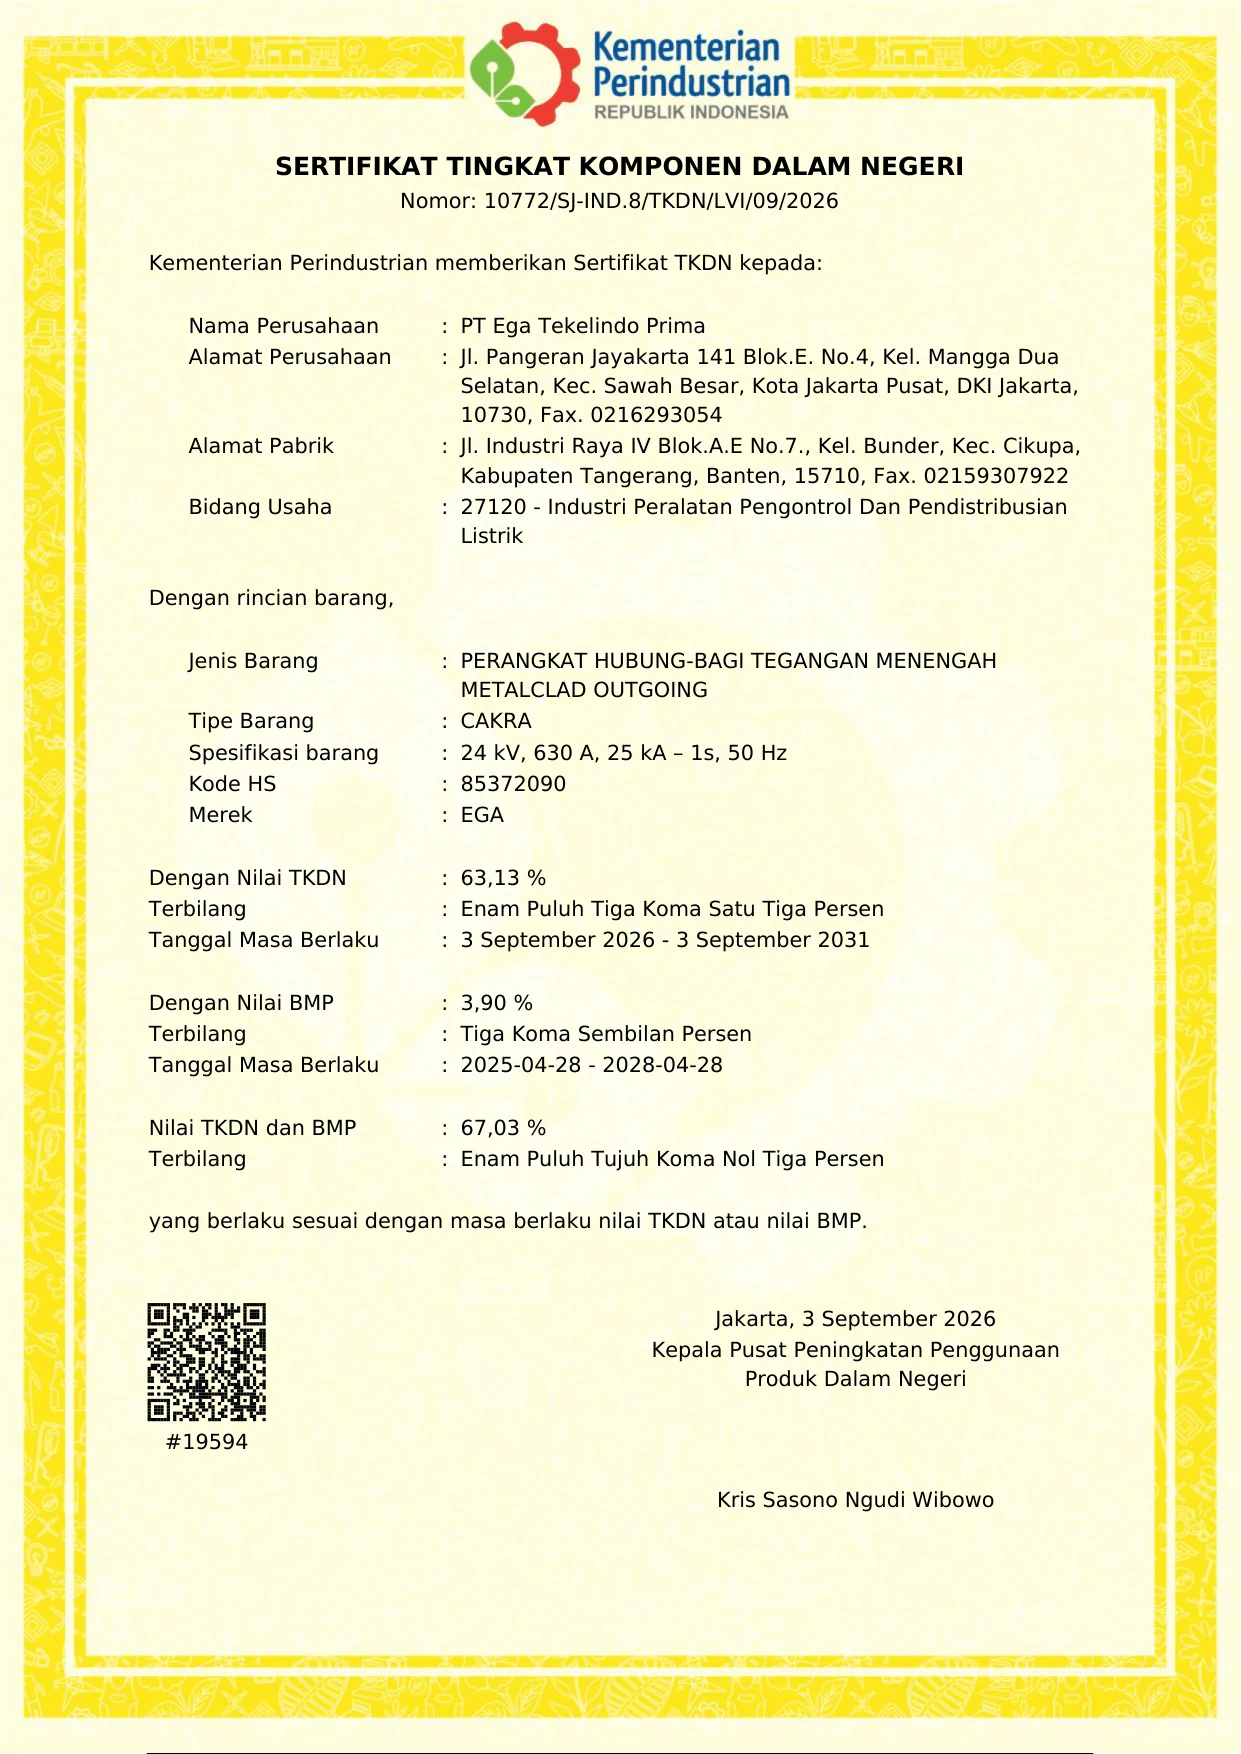 Kementerian
Perindustrian
REPUBLIK INDONESIA
SERTIFIKAT TINGKAT KOMPONEN DALAM NEGERI
Nomor: 10772/SJ-IND.8/TKDN/LVI/09/2026
Kementerian Perindustrian memberikan Sertifikat TKDN kepada:
Nama Perusahaan : PT Ega Tekelindo Prima
Alamat Perusahaan : Jl. Pangeran Jayakarta 141 Blok.E. No.4, Kel. Mangga Dua
Selatan, Kec. Sawah Besar, Kota Jakarta Pusat, DKI Jakarta,
10730, Fax. 0216293054
Alamat Pabrik : Jl. Industri Raya IV Blok.A.E No.7., Kel. Bunder, Kec. Cikupa,
Kabupaten Tangerang, Banten, 15710, Fax. 02159307922
Bidang Usaha : 27120 - Industri Peralatan Pengontrol Dan Pendistribusian
Listrik
Dengan rincian barang,
Jenis Barang : PERANGKAT HUBUNG-BAGI TEGANGAN MENENGAH
METALCLAD OUTGOING
Tipe Barang : CAKRA
Spesifikasi barang : 24 kV, 630 A, 25 kA – 1s, 50 Hz
Kode HS : 85372090
Merek : EGA
Dengan Nilai TKDN : 63,13 %
Terbilang : Enam Puluh Tiga Koma Satu Tiga Persen
Tanggal Masa Berlaku : 3 September 2026 - 3 September 2031
Dengan Nilai BMP : 3,90 %
Terbilang : Tiga Koma Sembilan Persen
Tanggal Masa Berlaku : 2025-04-28 - 2028-04-28
Nilai TKDN dan BMP : 67,03 %
Terbilang : Enam Puluh Tujuh Koma Nol Tiga Persen
yang berlaku sesuai dengan masa berlaku nilai TKDN atau nilai BMP.
Jakarta, 3 September 2026
Kepala Pusat Peningkatan Penggunaan
Produk Dalam Negeri
#19594
Kris Sasono Ngudi Wibowo